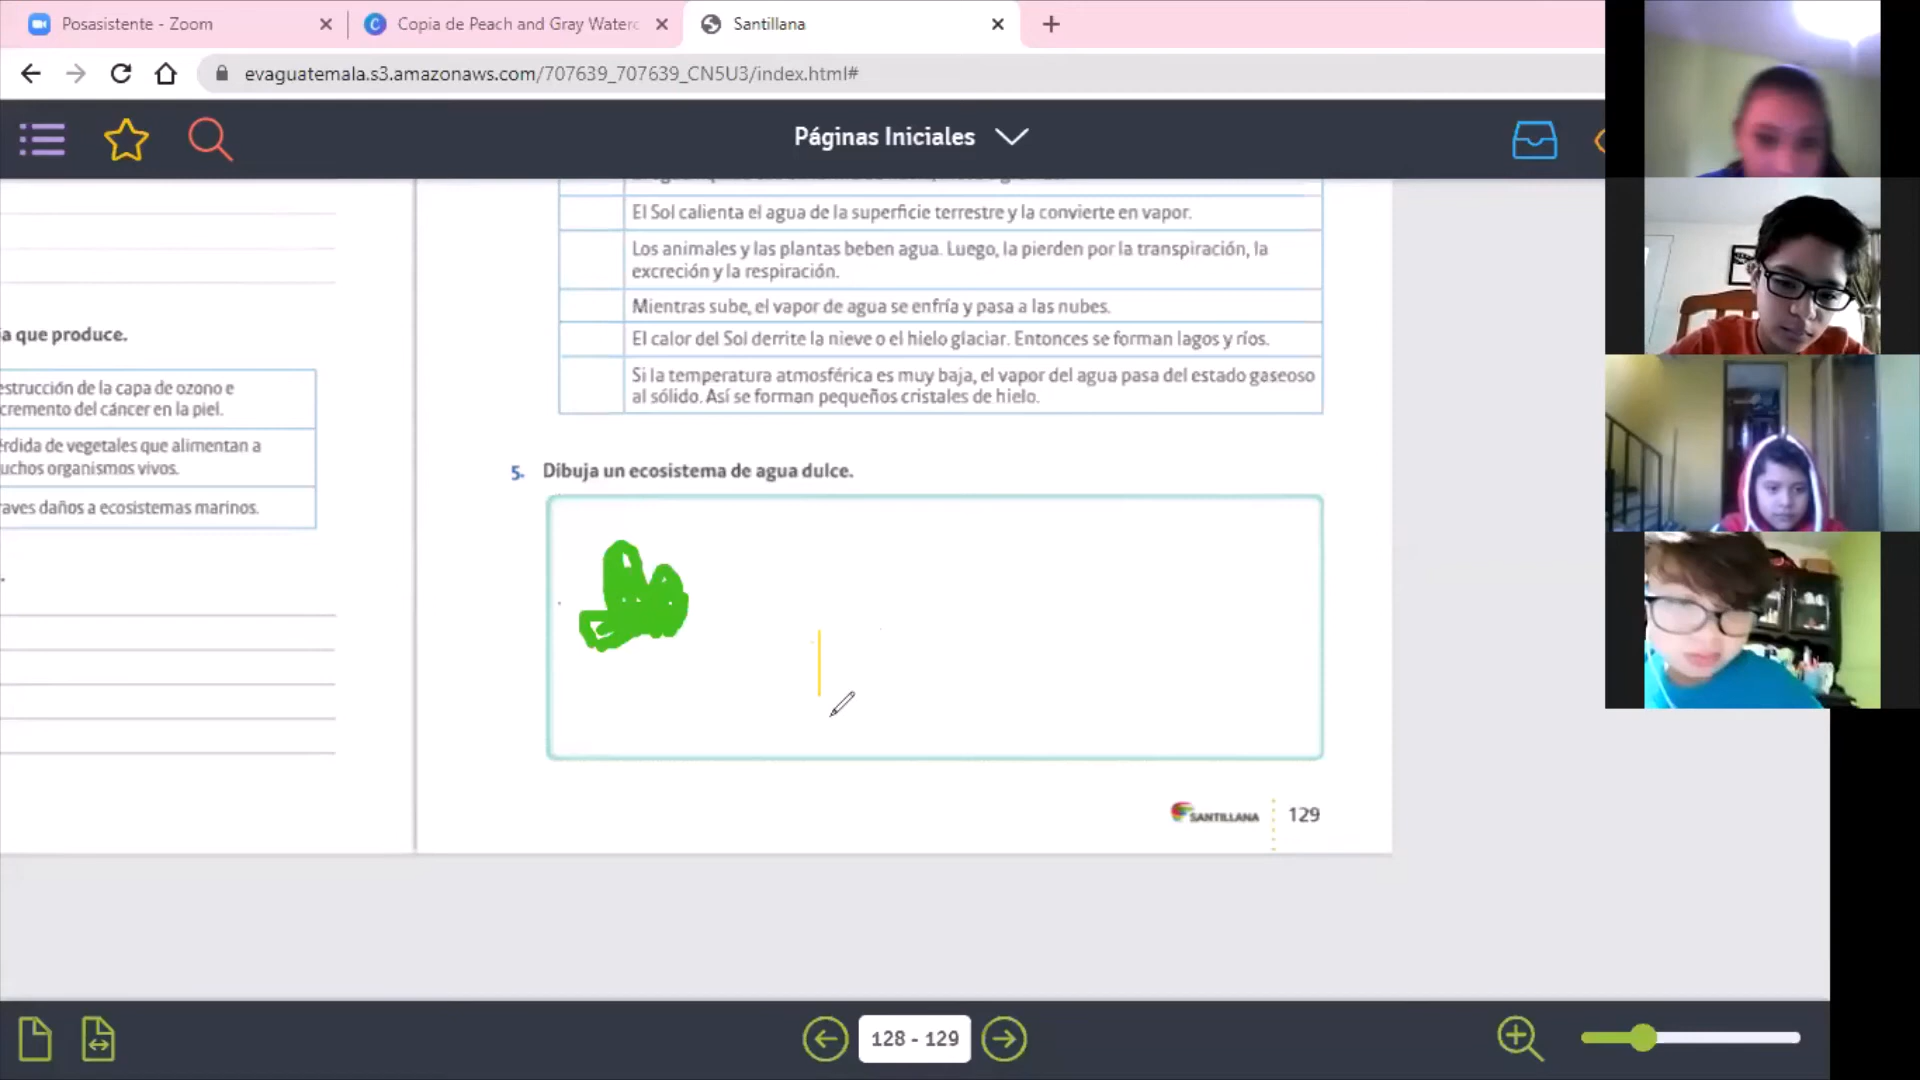 Posasistente - Zoom
Copia de Peach and Gray Waterc
Santillana
evaguatemala.s3.amazonaws.com/707639_707639_CN5U3/index.html#
Páginas Iniciales
El Sol calienta el agua de la superficie terrestre y la convierte en vapor.
Los animales y las plantas beben agua. Luego, la pierden por la transpiración, la
excreción y la respiración.
Mientras sube, el vapor de agua se enfría y pasa a las nubes.
El calor del Sol derrite la nieve o el hielo glaciar. Entonces se forman lagos y ríos.
Si la temperatura atmosférica es muy baja, el vapor del agua pasa del estado gaseoso
al sólido. Así se forman pequeños cristales de hielo.
ia que produce.
estrucción de la capa de ozono e
cremento del cáncer en la piel.
érdida de vegetales que alimentan a
uchos organismos vivos.
raves daños a ecosistemas marinos.
5. Dibuja un ecosistema de agua dulce.
SANTILLANA
129
128 - 129